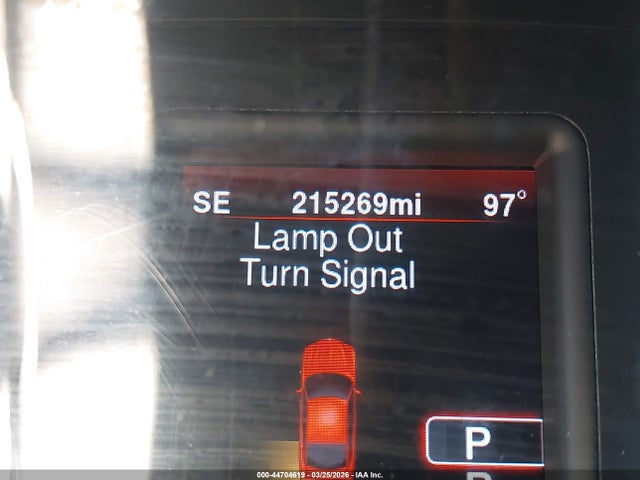 SE 215269mi 97°
Lamp Out
Turn Signal
P
000-44704619 - 03/25/2026 - IAA Inc.